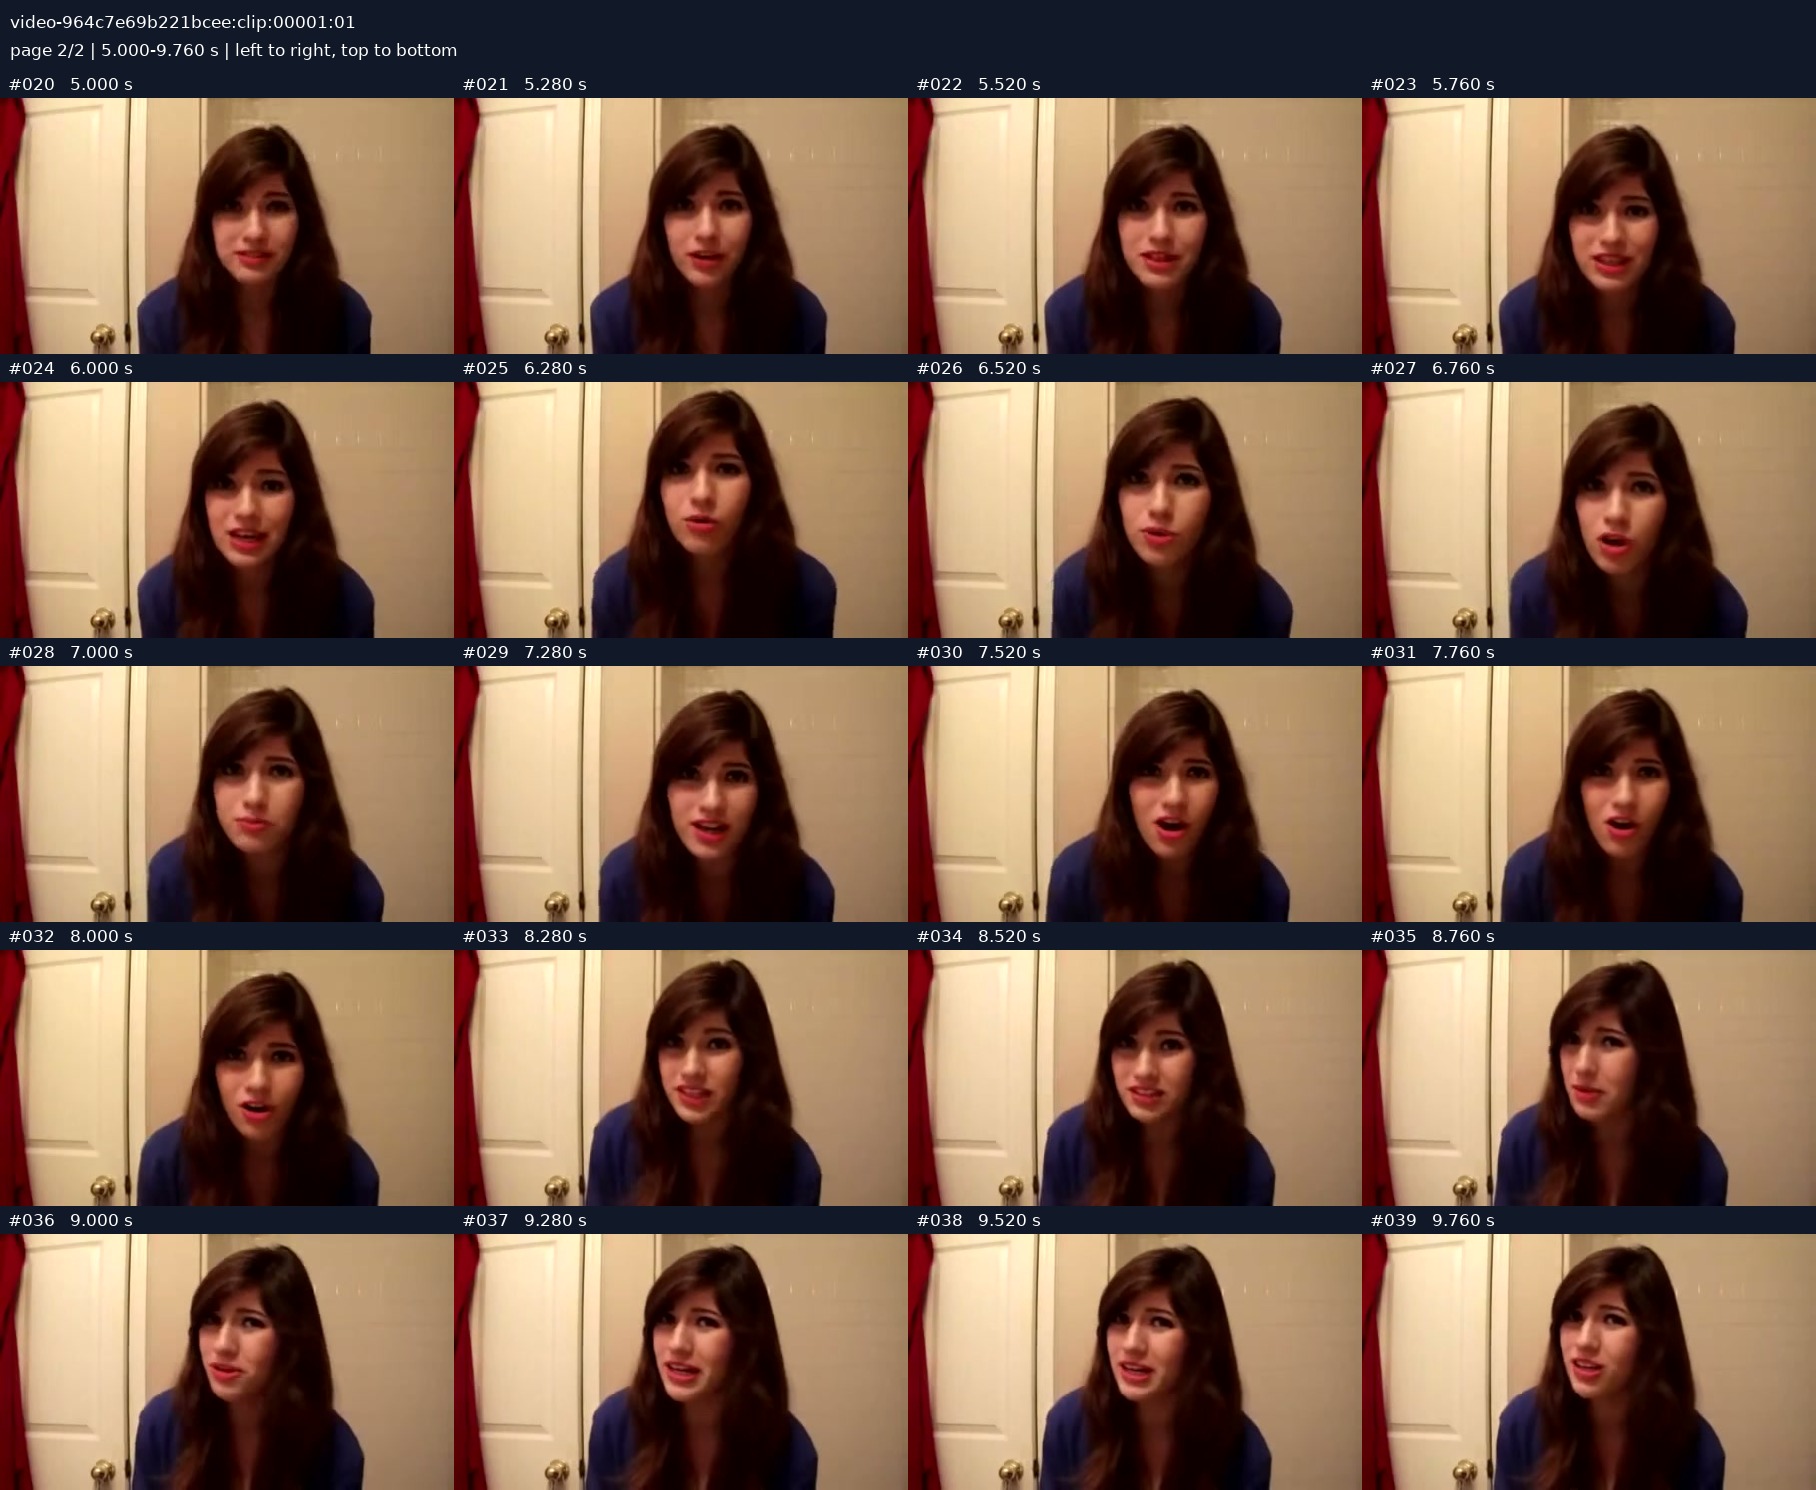 video-964c7e69b221bcee:clip:00001:01
page 2/2 | 5.000-9.760 s | left to right, top to bottom
#020 5.000 s
#021 5.280 s
#022 5.520 s
#023 5.760 s
#024 6.000 s
#025 6.280 s
#026 6.520 s
#027 6.760 s
#028 7.000 s
#029 7.280 s
#030 7.520 s
#031 7.760 s
#032 8.000 s
#033 8.280 s
#034 8.520 s
#035 8.760 s
#036 9.000 s
#037 9.280 s
#038 9.520 s
#039 9.760 s